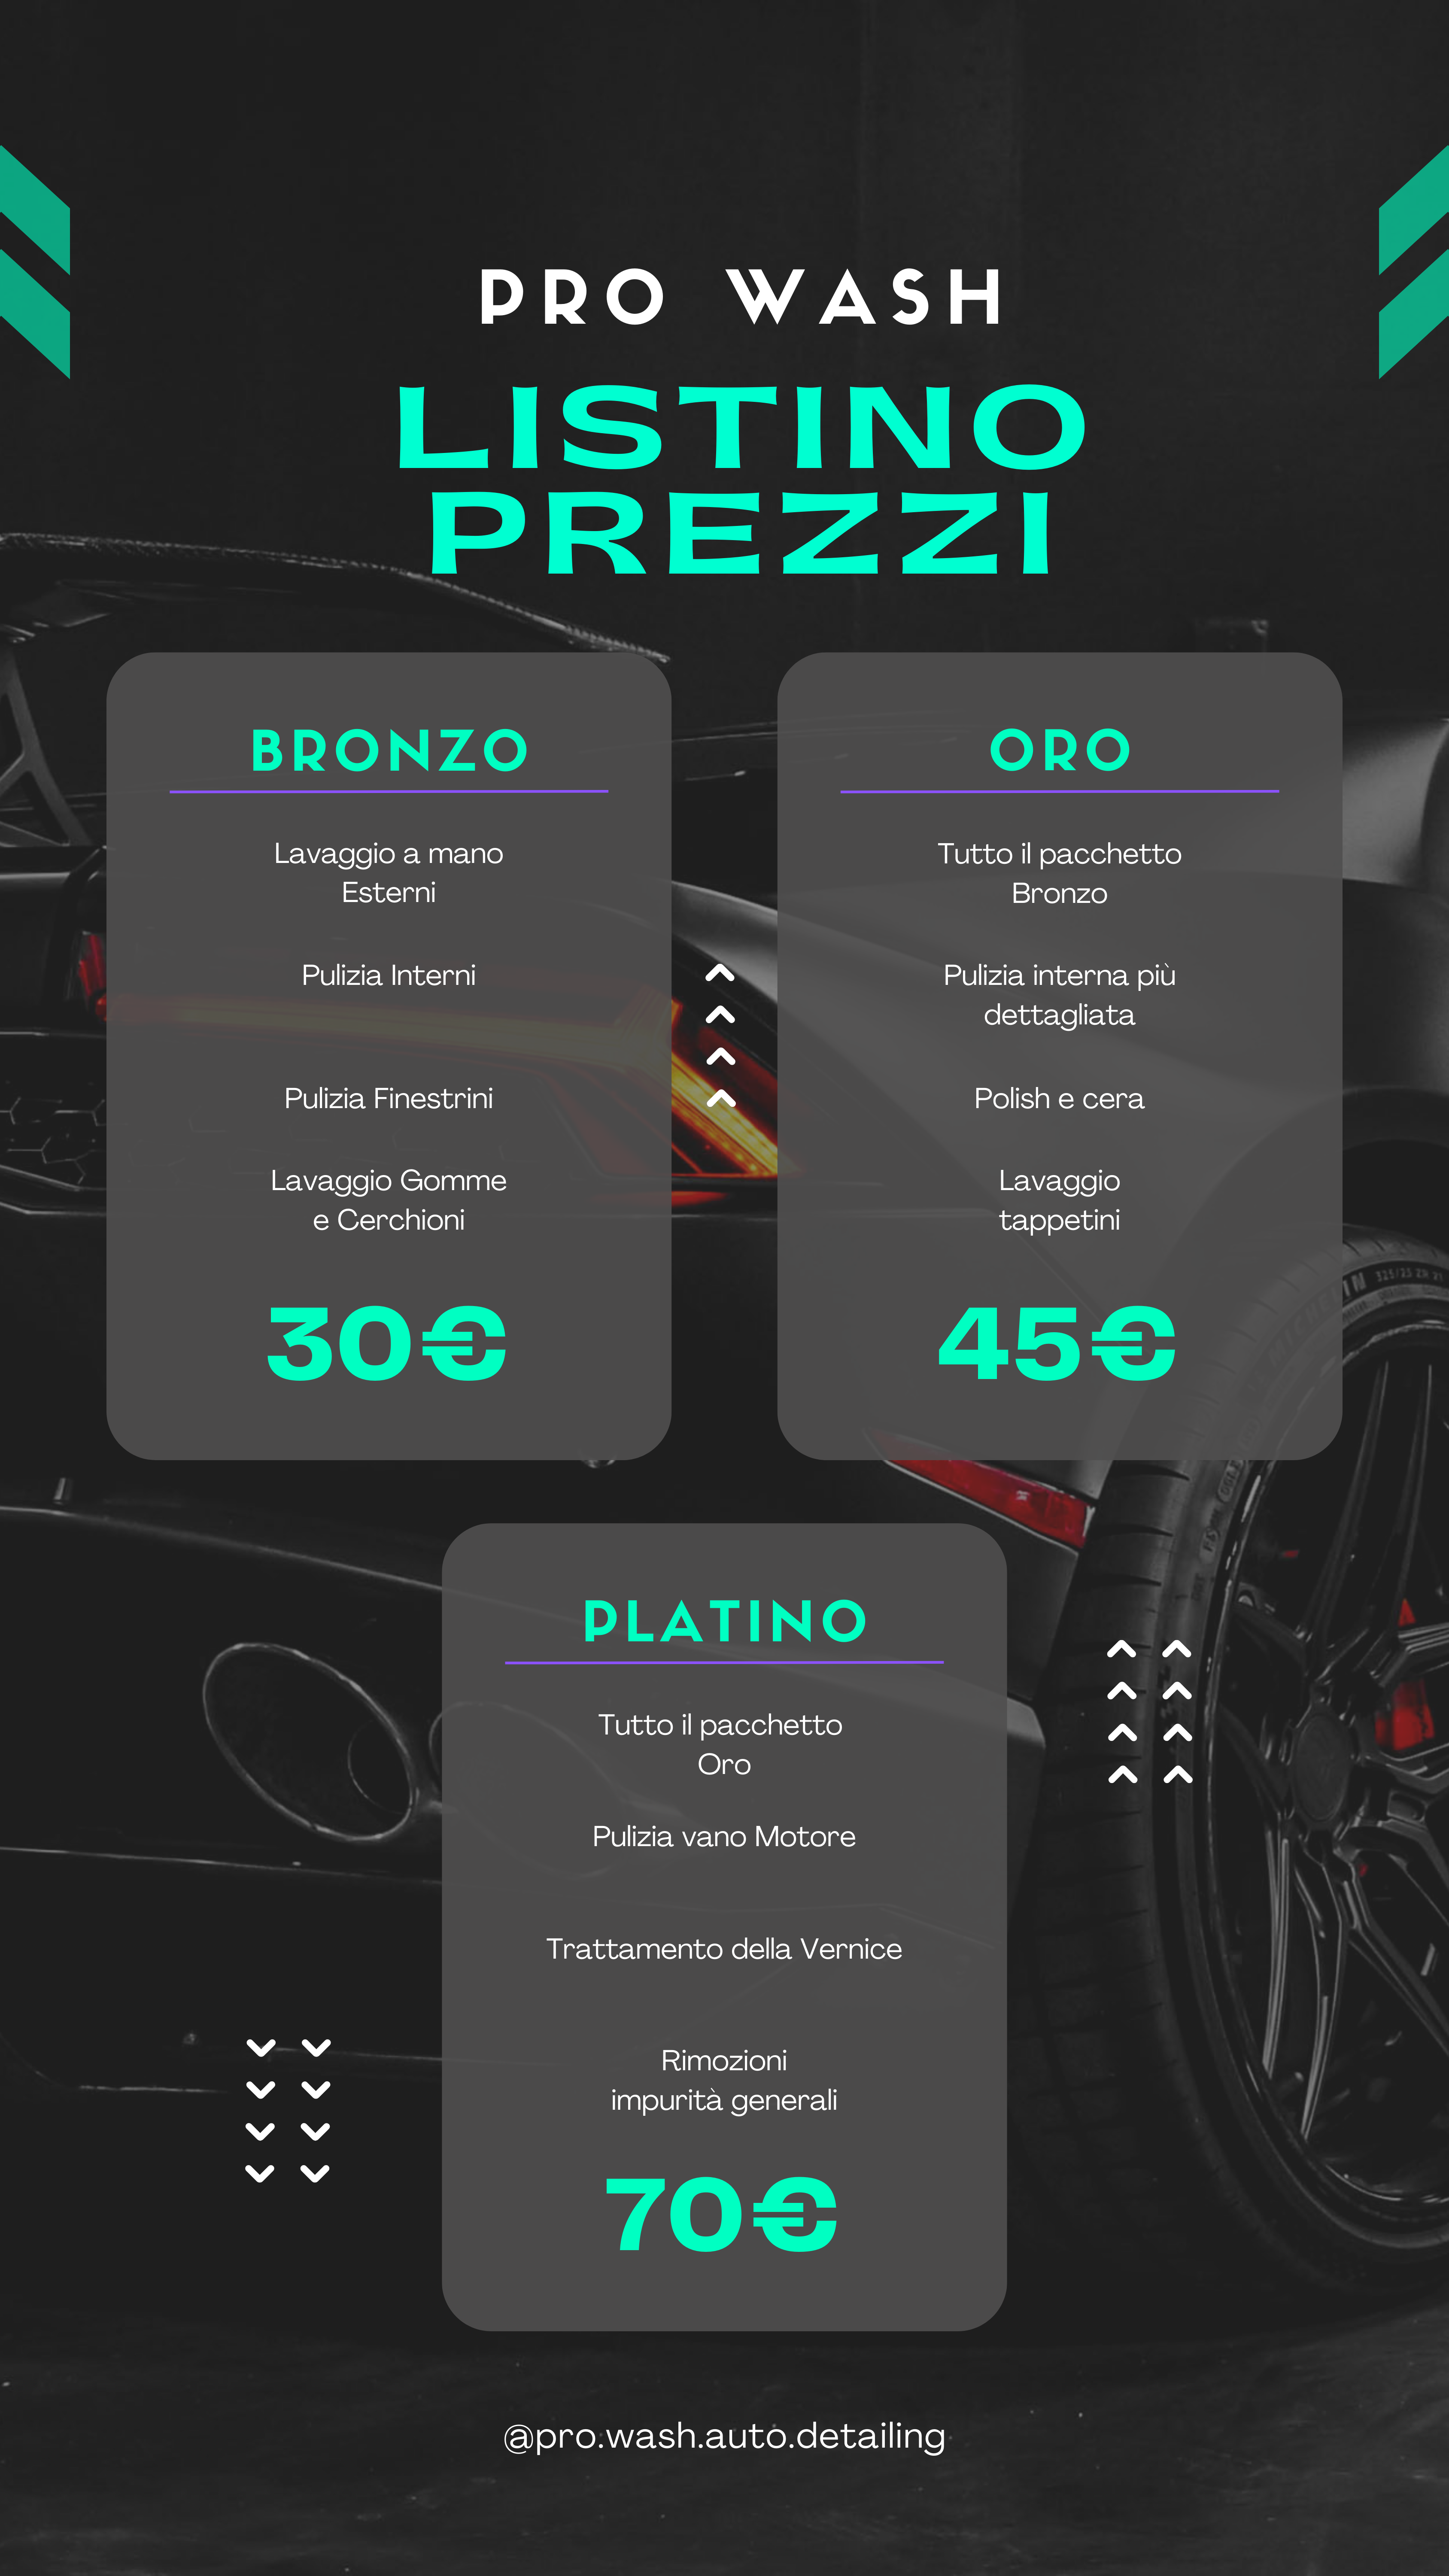 PRO WASH
LISTINO
PREZZI
BRONZO
Lavaggio a mano
Esterni
Pulizia Interni
Pulizia Finestrini
Lavaggio Gomme
e Cerchioni
30€
ORO
Tutto il pacchetto
Bronzo
Pulizia interna più
dettagliata
Polish e cera
Lavaggio
tappetini
45€
PLATINO
Tutto il pacchetto
Oro
Pulizia vano Motore
Trattamento della Vernice
Rimozioni
impurità generali
70€
@pro.wash.auto.detailing